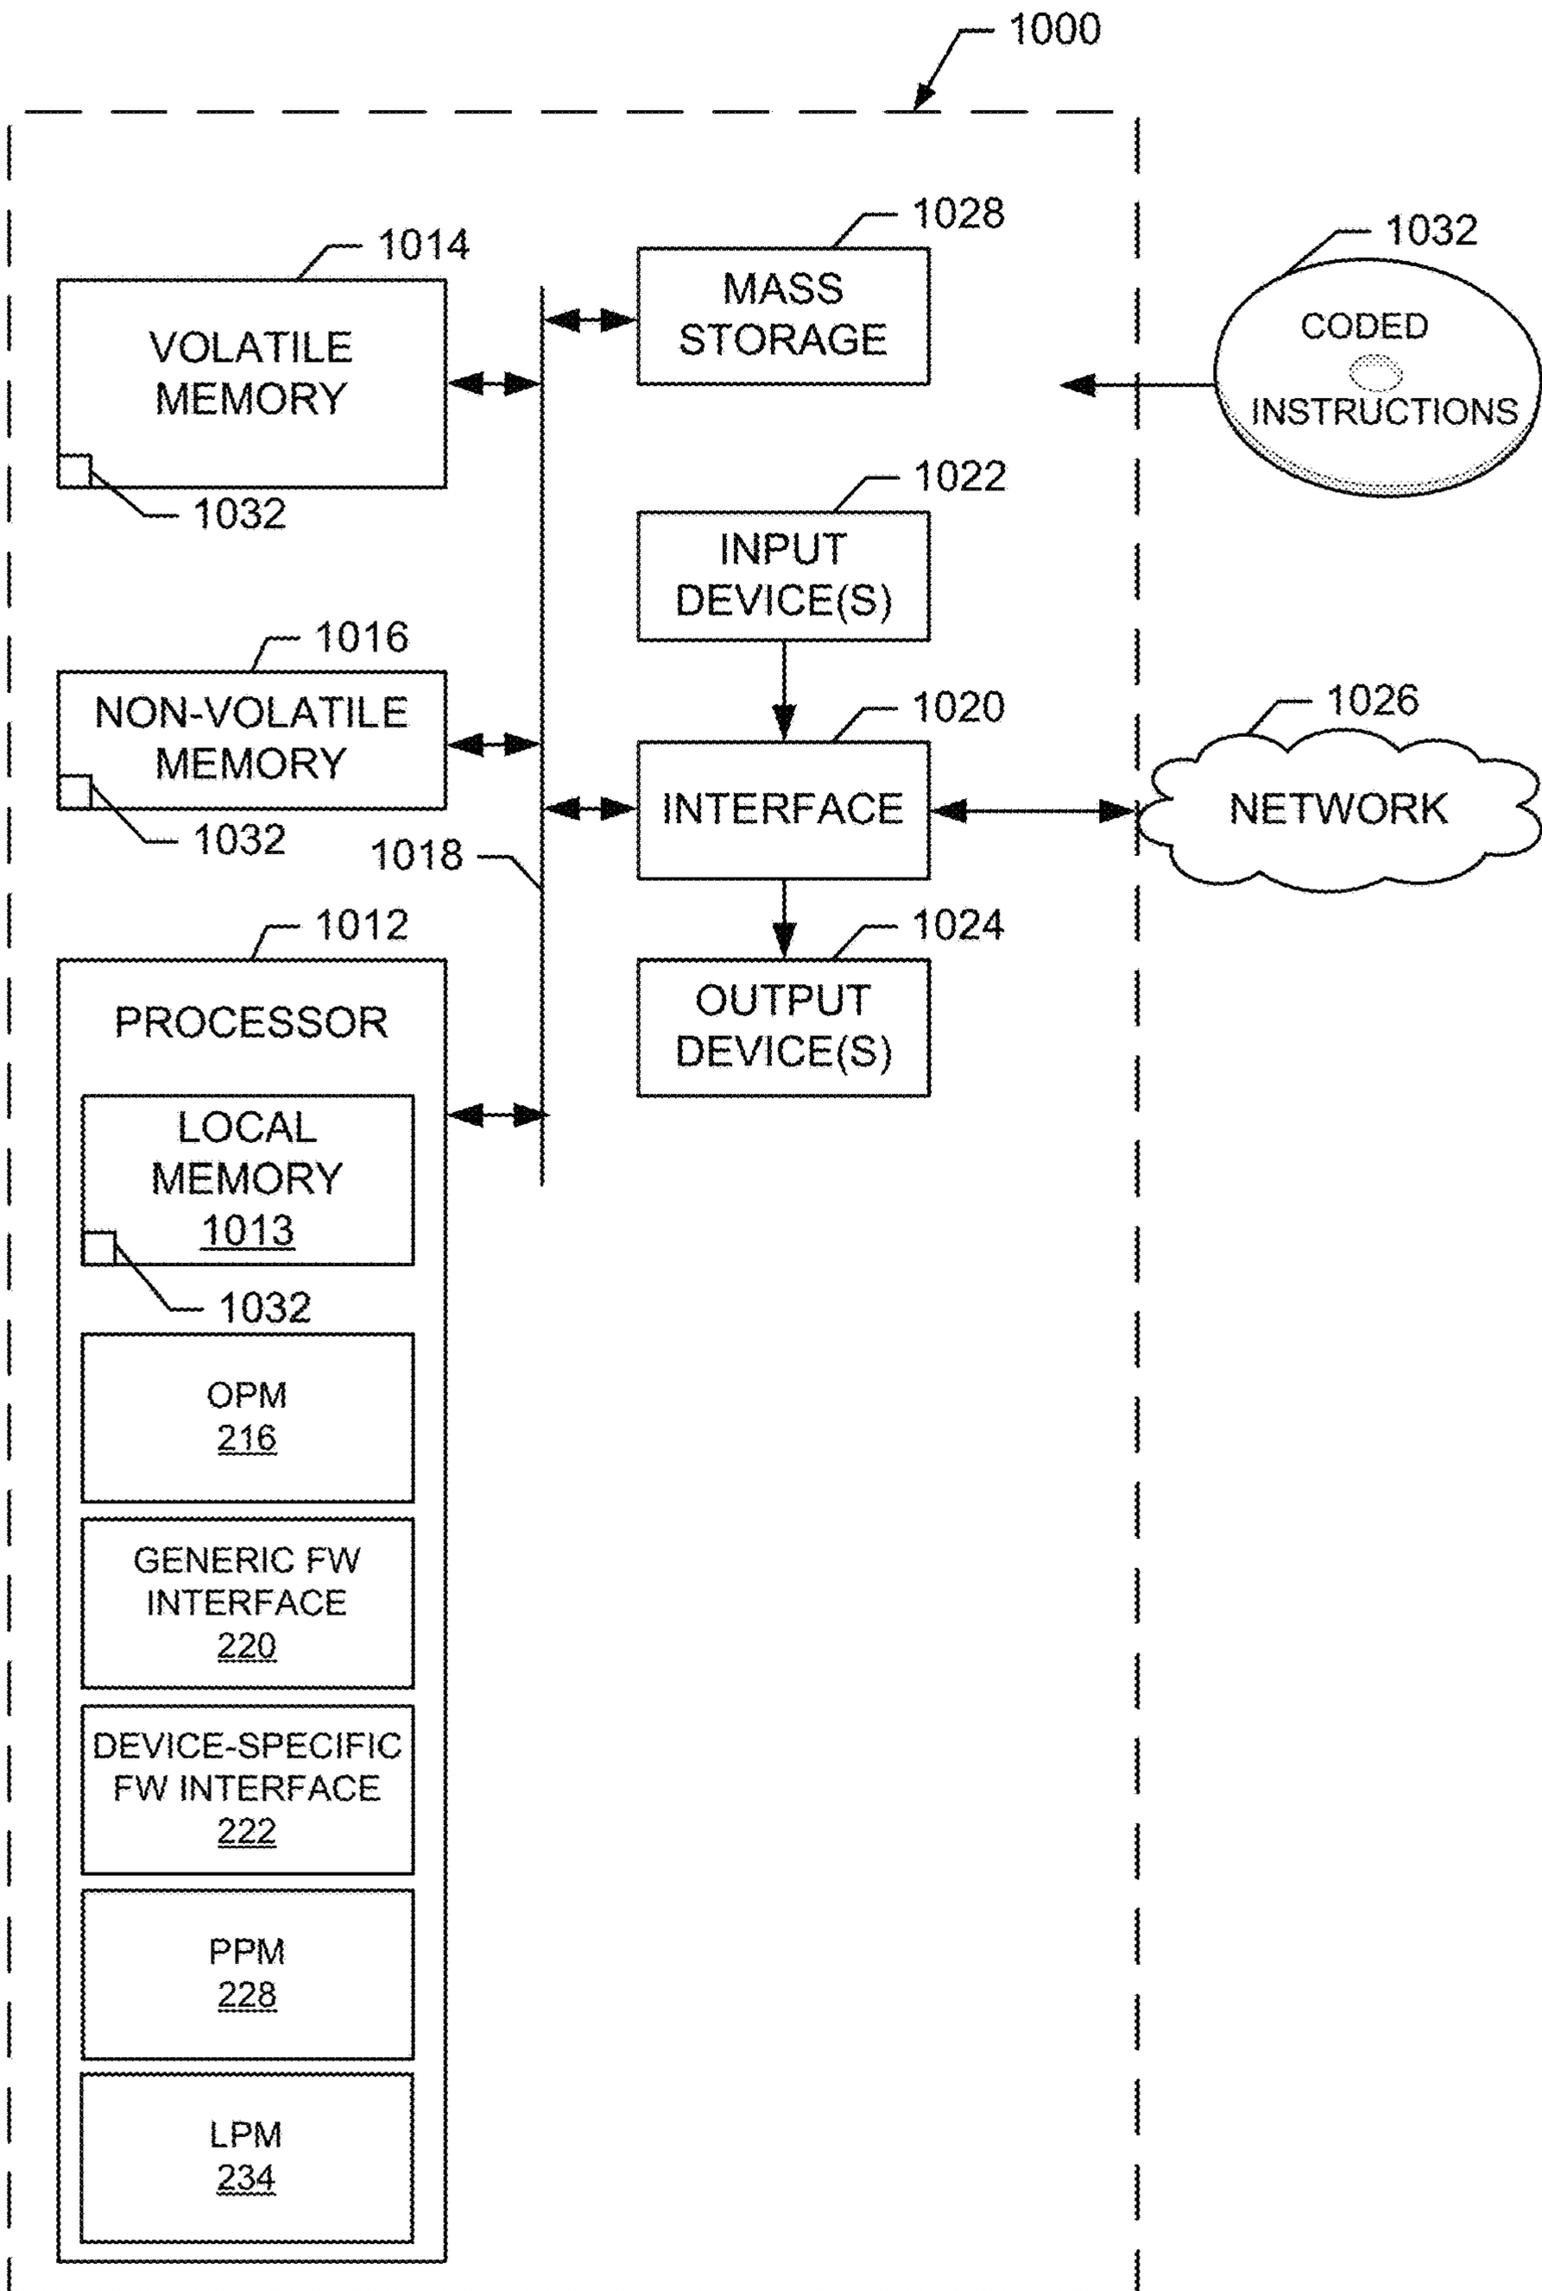 1000
1014
VOLATILE
MEMORY
1032
1028
MASS
STORAGE
1032
CODED
INSTRUCTIONS
1022
INPUT
DEVICE(S)
1016
NON-VOLATILE
MEMORY
1032
1018
1020
INTERFACE
1026
NETWORK
1024
OUTPUT
DEVICE(S)
1012
PROCESSOR
LOCAL
MEMORY
1013
1032
OPM
216
GENERIC FW
INTERFACE
220
DEVICE-SPECIFIC
FW INTERFACE
222
PPM
228
LPM
234